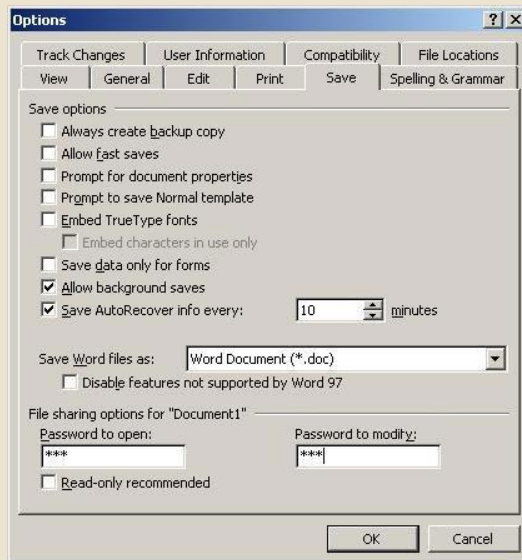 Options
Track Changes User Information Compatibility File Locations
View General Edit Print Save Spelling & Grammar
Save options
Always create backup copy
Allow fast saves
Prompt for document properties
Prompt to save Normal template
Embed TrueType fonts
Embed characters in use only
Save data only for forms
Allow background saves
Save AutoRecover info every: 10 minutes
Save Word files as: Word Document (*.doc)
Disable features not supported by Word 97
File sharing options for "Document1"
Password to open: Password to modify:
*** ***
Read-only recommended
OK Cancel